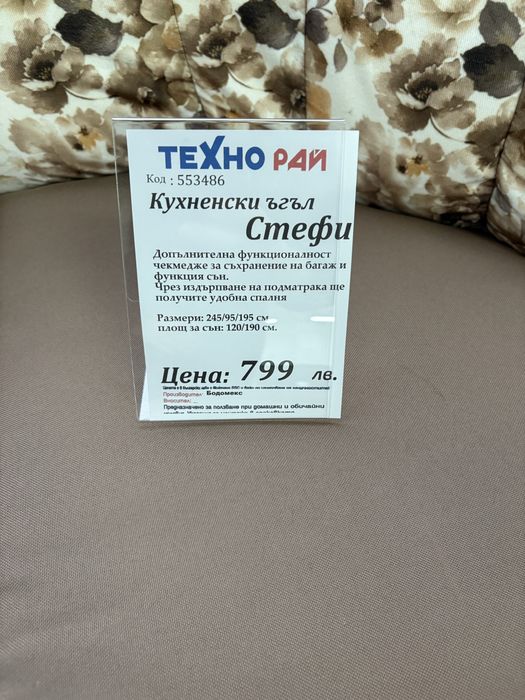 ТЕХНО РАЙ
Код : 553486
Кухненски ъгъл
Стефи
Допълнителна функционалност
чекмедже за съхранение на багаж и
функция сън.
Чрез издърпване на подматрака ще
получите удобна спалня
Размери: 245/95/195 см
площ за сън: 120/190 см.
Цена: 799 лв.
Производител: Бодомекс
Вносител:
Предназначено за ползване при домашни и обичайни